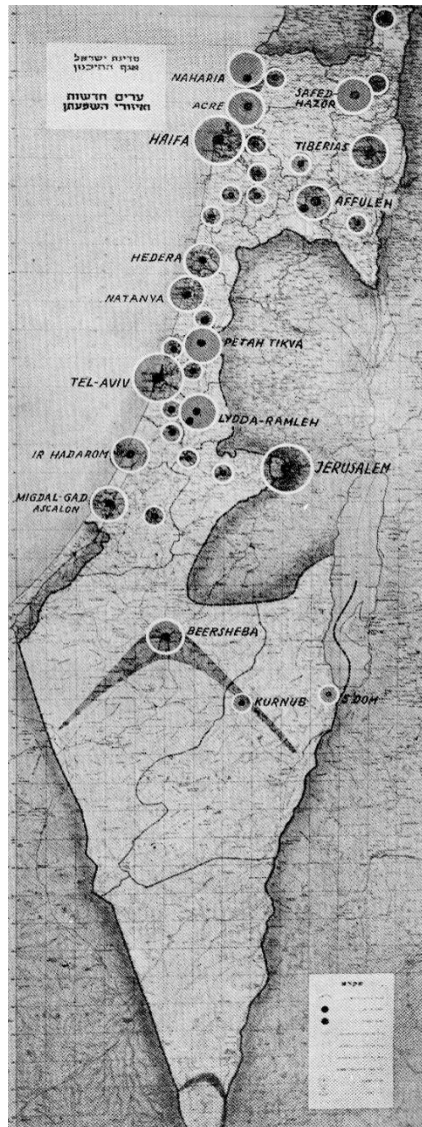 מדינת ישראל
אגף התיכנון
ערים חדשות
ואיזורי השפעתן
NAHARIA
SAFED
HAZOR
ACRE
HAIFA
TIBERIAS
AFFULEH
HEDERA
NATANYA
PETAH TIKVA
TEL-AVIV
LYDDA-RAMLEH
IR HADAROM
JERUSALEM
MIGDAL-GAD
ASCALON
BEERSHEBA
KURNUB
S'DOM
מקרא